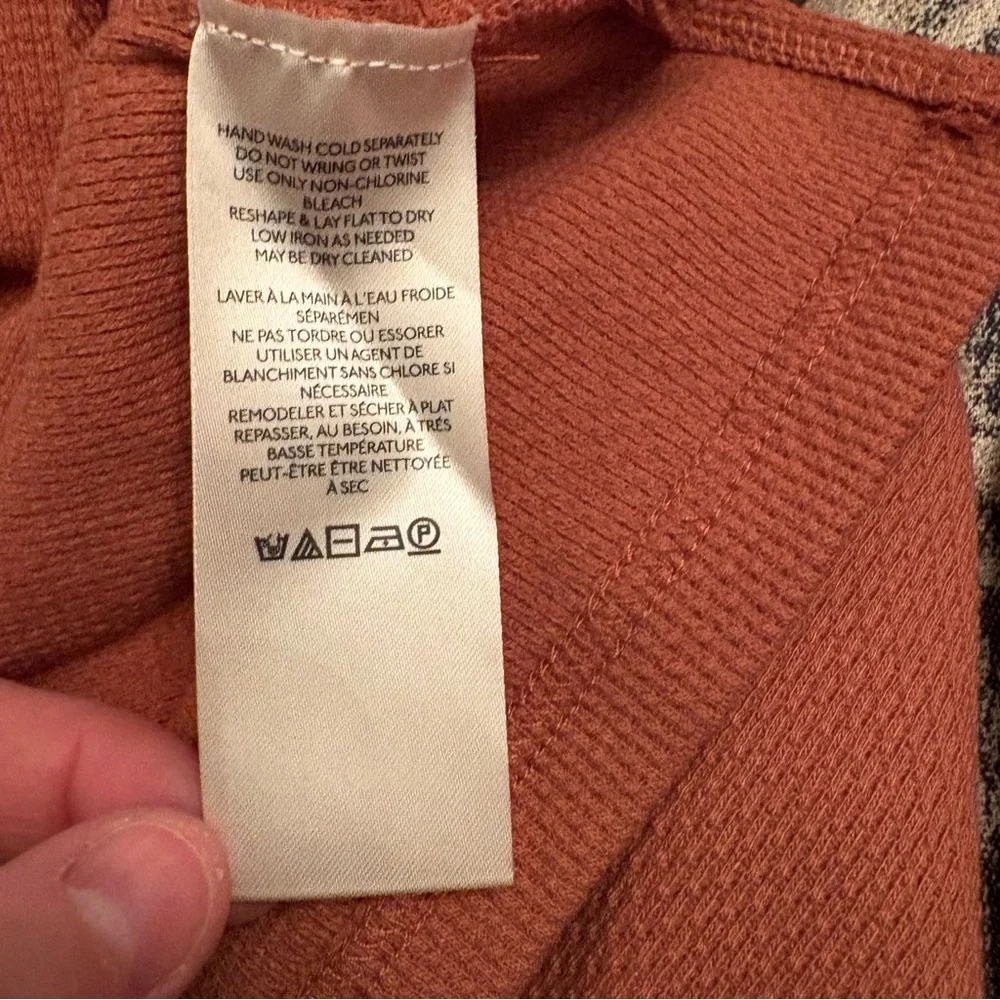 HAND WASH COLD SEPARATELY
DO NOT WRING OR TWIST
USE ONLY NON-CHLORINE
BLEACH
RESHAPE & LAY FLAT TO DRY
LOW IRON AS NEEDED
MAY BE DRY CLEANED
LAVER À LA MAIN À L'EAU FROIDE
SÉPARÉMEN
NE PAS TORDRE OU ESSORER
UTILISER UN AGENT DE
BLANCHIMENT SANS CHLORE SI
NÉCESSAIRE
REMODELER ET SÉCHER À PLAT
REPASSER, AU BESOIN, À TRÉS
BASSE TEMPÉRATURE
PEUT-ÊTRE ÊTRE NETTOYÉE
À SEC
P